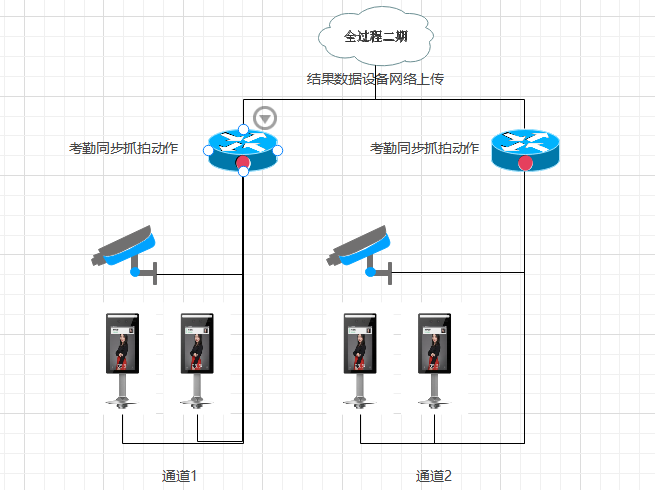 全过程二期
结果数据设备网络上传
考勤同步抓拍动作
考勤同步抓拍动作
通道1
通道2